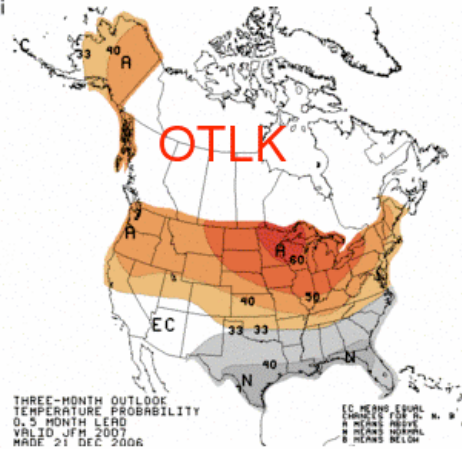 i
C
33
40
A
OTLK
A
A
60
50
40
EC
33 33
40
N
N
THREE-MONTH OUTLOOK
TEMPERATURE PROBABILITY
0.5 MONTH LEAD
VALID JFM 2007
MADE 21 DEC 2006
EC MEANS EQUAL
CHANCES FOR A, N, B
A MEANS ABOVE
N MEANS NORMAL
B MEANS BELOW